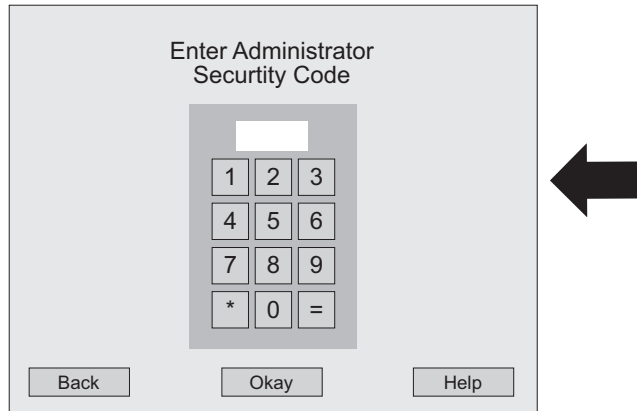 Enter Administrator
Securtity Code
1 2 3
4 5 6
7 8 9
* 0 =
Back Okay Help